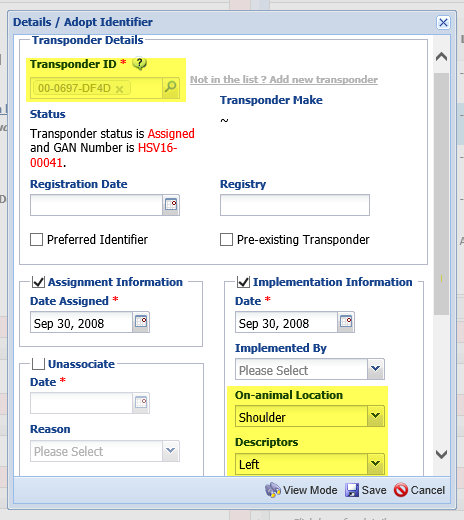 Details / Adopt Identifier
Transponder Details
Transponder ID *
00-0697-DF4D
Not in the list ? Add new transponder
Transponder Make
~
Status
Transponder status is Assigned
and GAN Number is HSV16-
00041.
Registration Date
Registry
Preferred Identifier
Pre-existing Transponder
Assignment Information
Date Assigned *
Sep 30, 2008
Implementation Information
Date *
Sep 30, 2008
Implemented By
Please Select
Unassociate
Date *
Reason
Please Select
On-animal Location
Shoulder
Descriptors
Left
View Mode
Save
Cancel